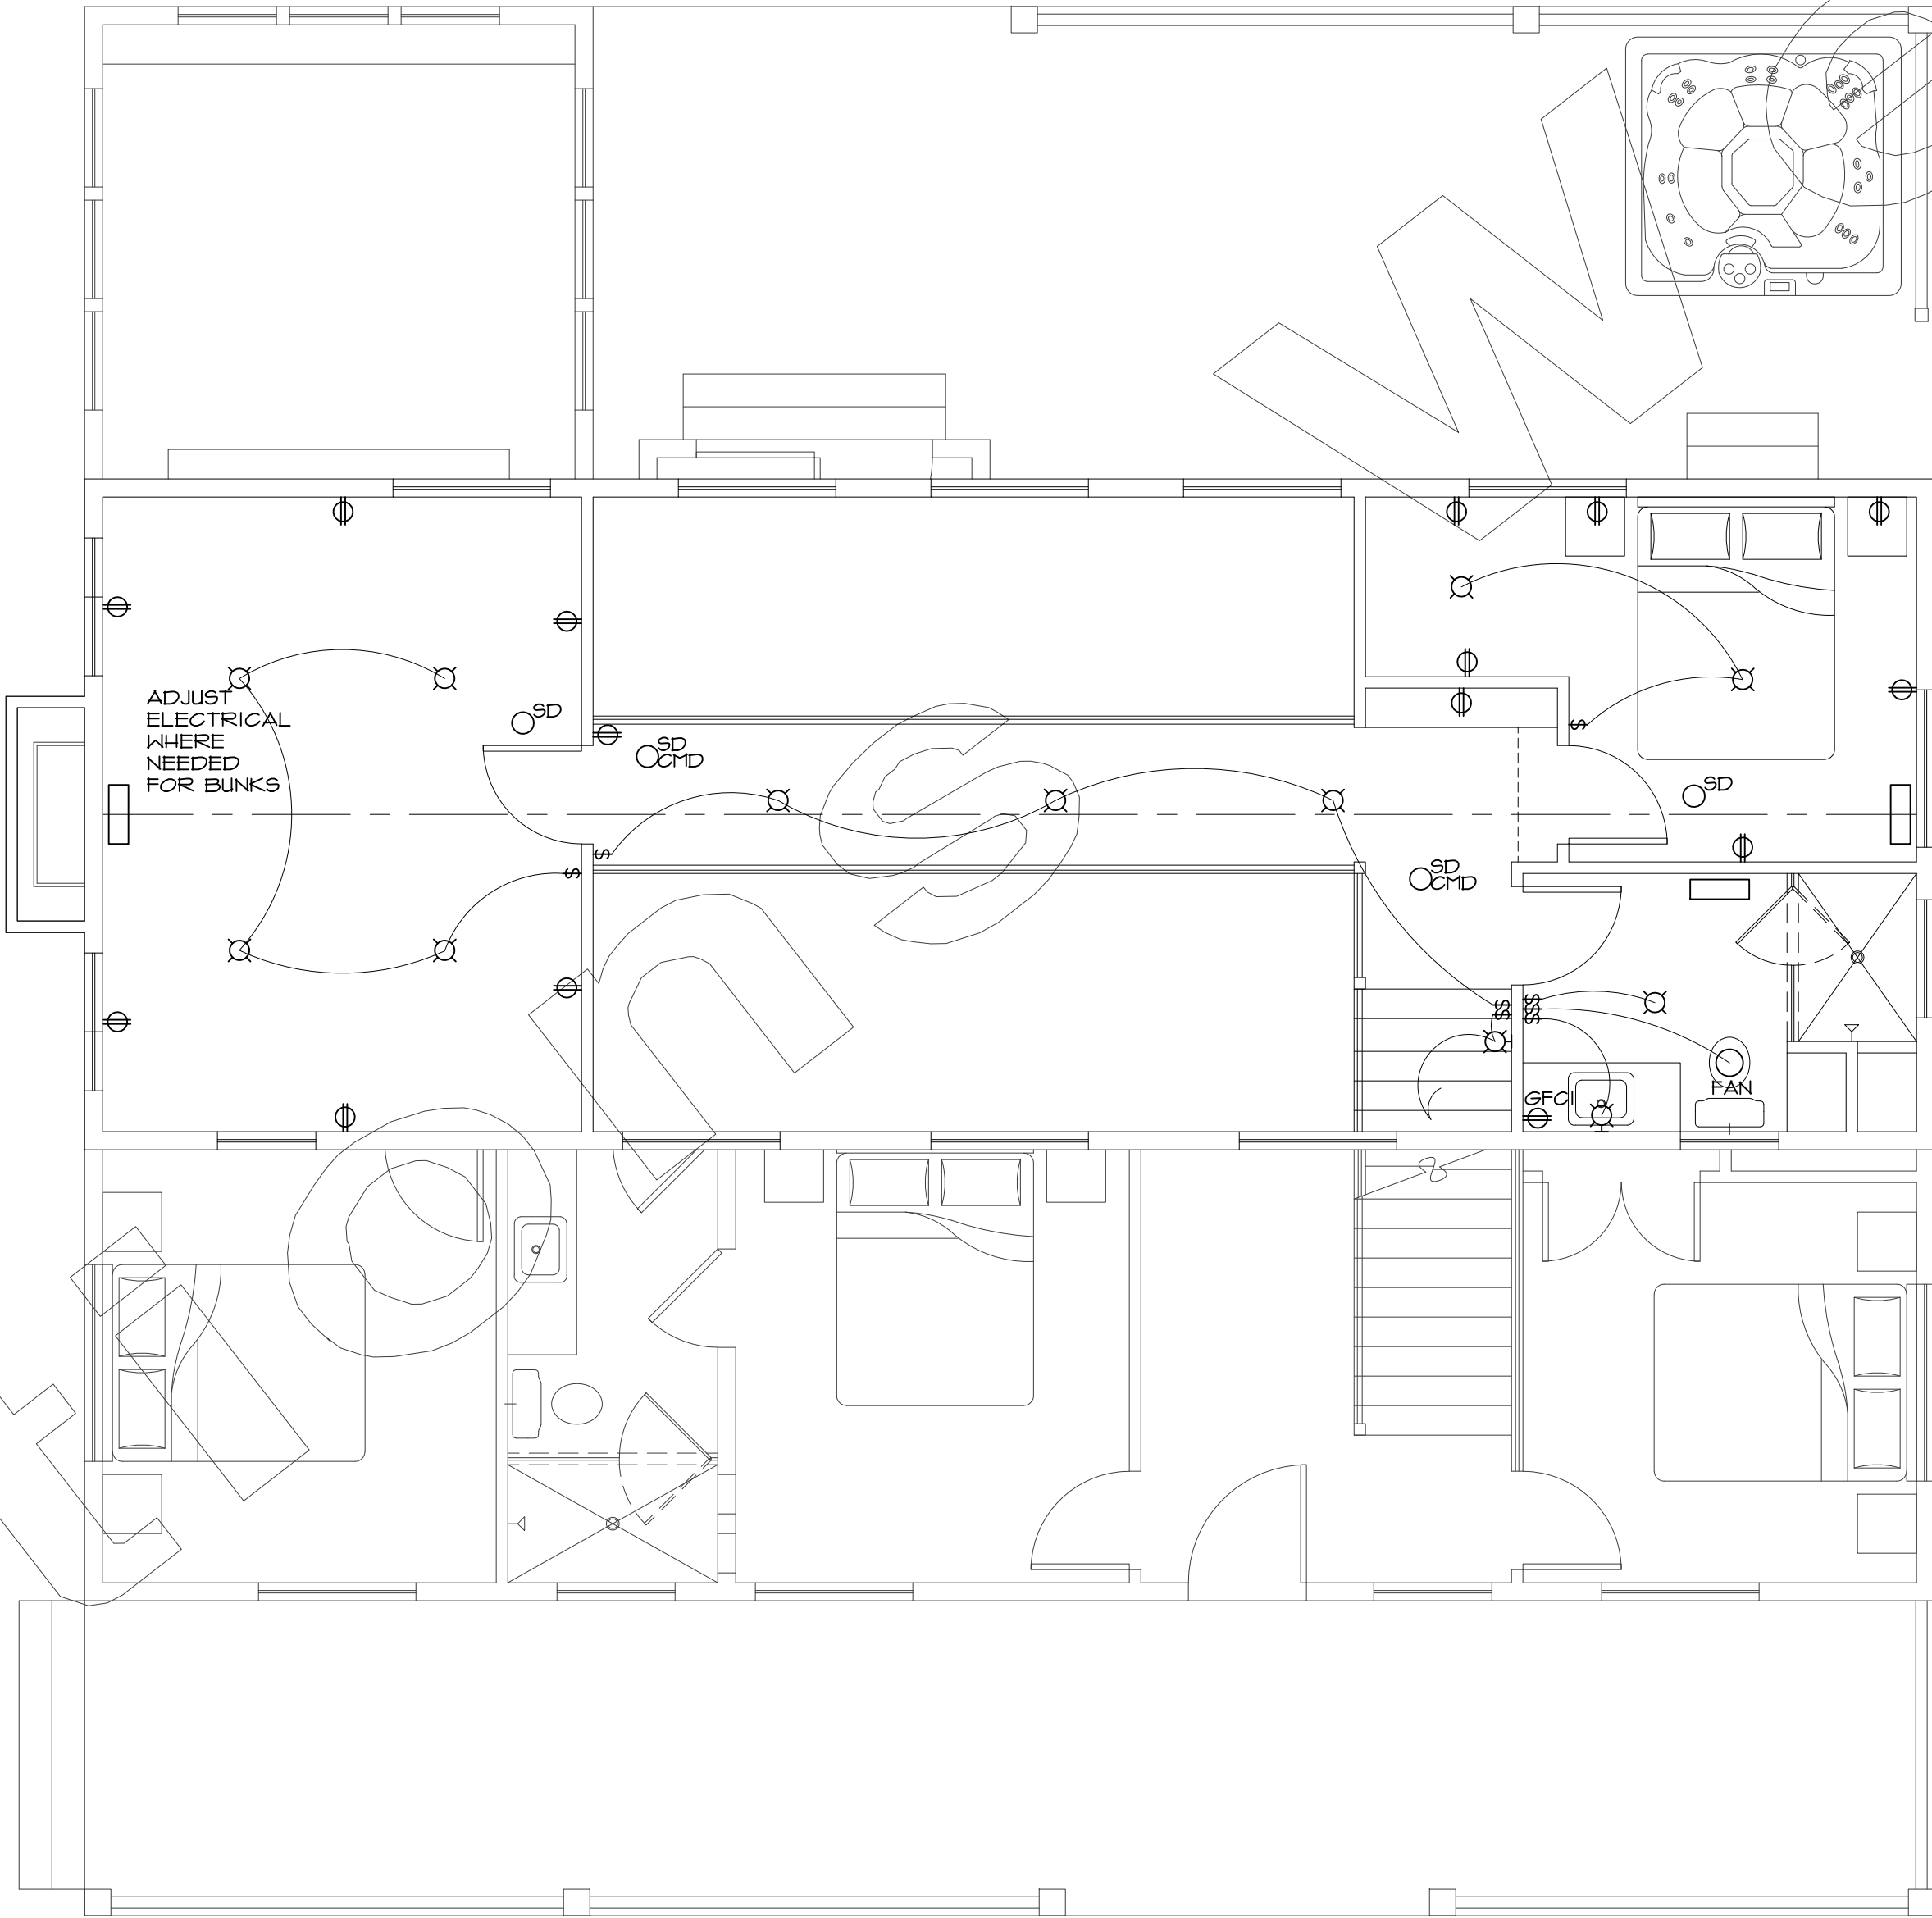 SD
ADJUST
ELECTRICAL
WHERE
NEEDED
FOR BUNKS
SD
CMD
SD
SD
CMD
$
$
$
$
$
$
$
$
GFCI
FAN